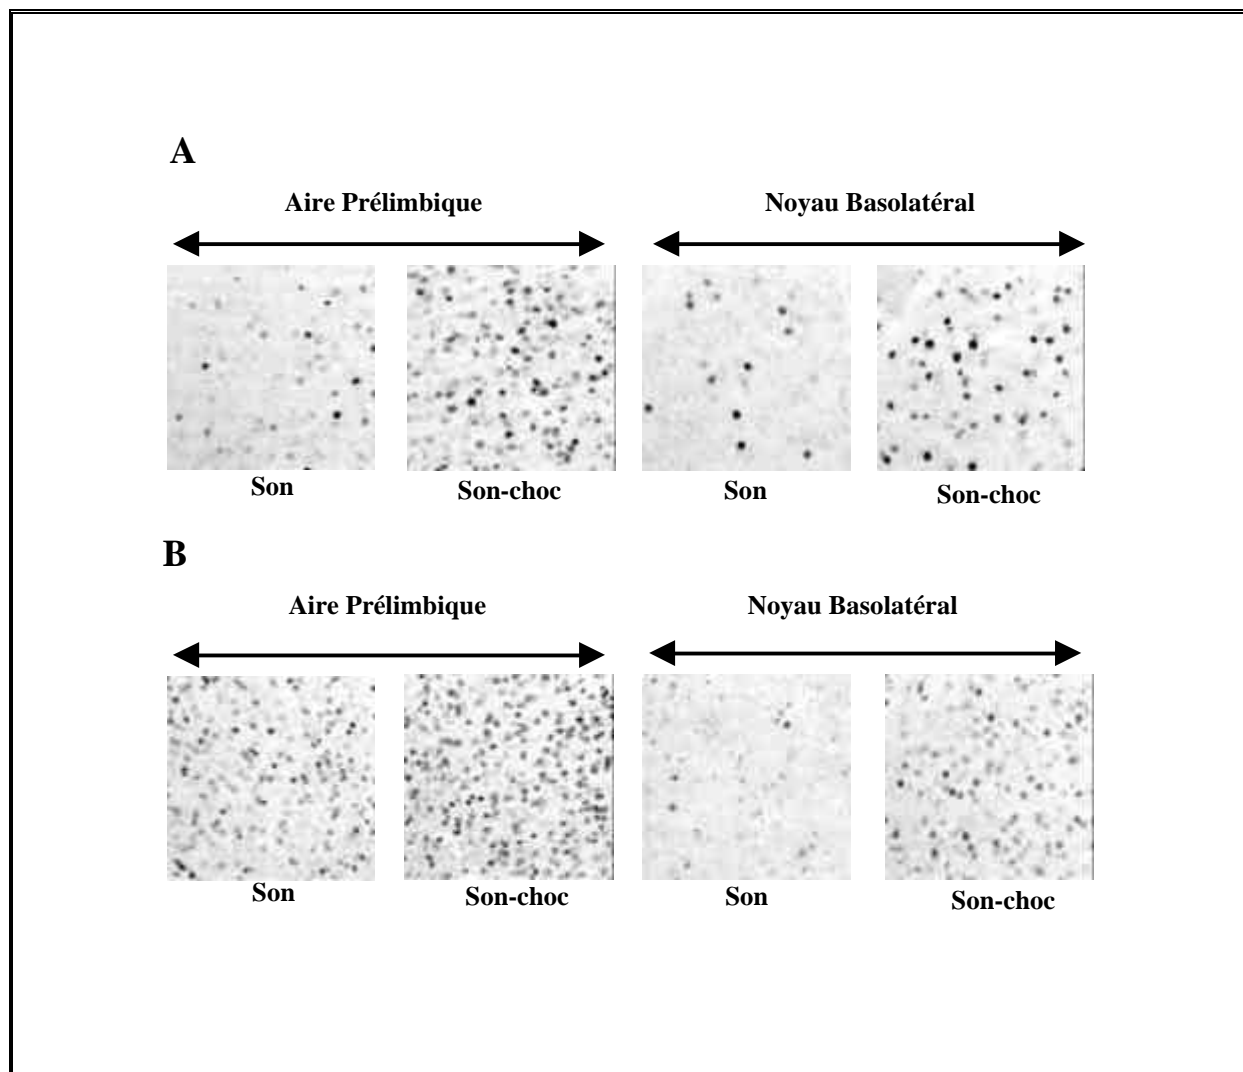 A
Aire Prélimbique
Noyau Basolatéral
Son
Son-choc
Son
Son-choc
B
Aire Prélimbique
Noyau Basolatéral
Son
Son-choc
Son
Son-choc